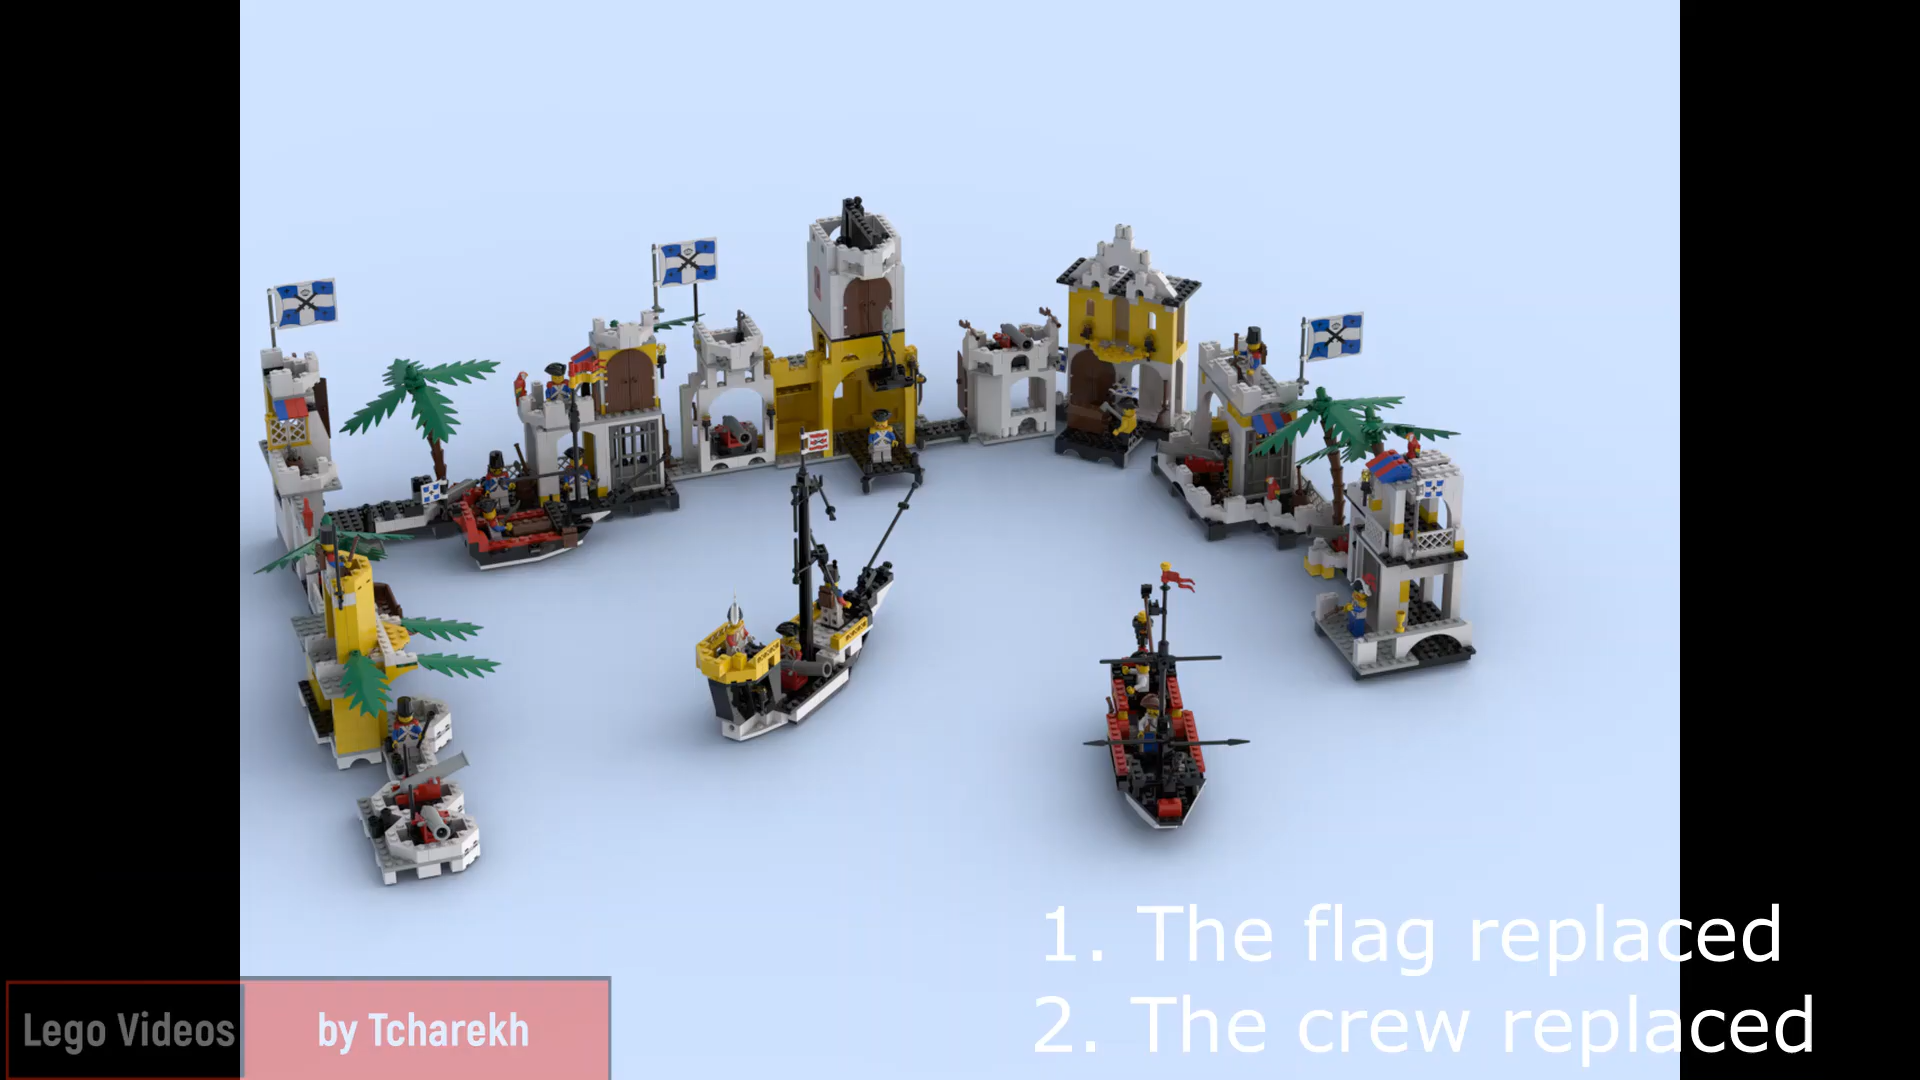 1. The flag replaced
2. The crew replaced
Lego Videos by Tcharekh